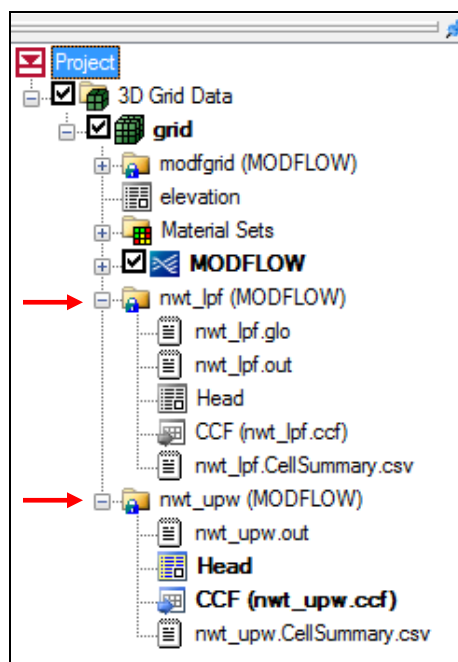 Project
3D Grid Data
grid
modfgrid (MODFLOW)
elevation
Material Sets
MODFLOW
nwt_lpf (MODFLOW)
nwt_lpf.glo
nwt_lpf.out
Head
CCF (nwt_lpf.ccf)
nwt_lpf.CellSummary.csv
nwt_upw (MODFLOW)
nwt_upw.out
Head
CCF (nwt_upw.ccf)
nwt_upw.CellSummary.csv